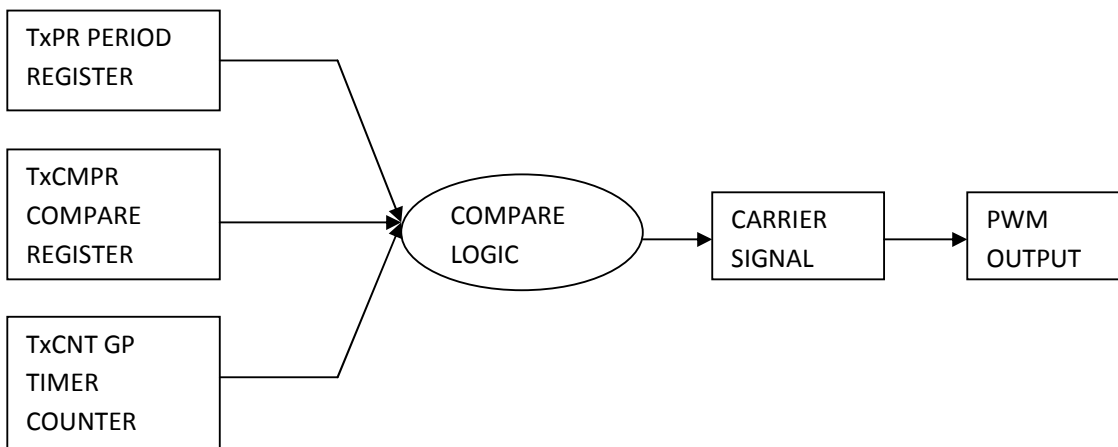 TxPR PERIOD
REGISTER
TxCMPR
COMPARE
REGISTER
TxCNT GP
TIMER
COUNTER
COMPARE
LOGIC
CARRIER
SIGNAL
PWM
OUTPUT